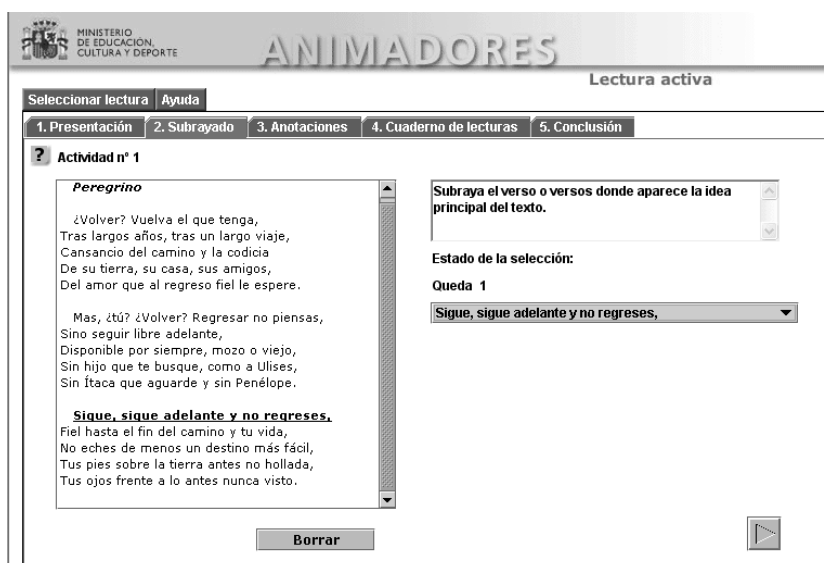 MINISTERIO
DE EDUCACIÓN,
CULTURA Y DEPORTE
ANIMADORES
Lectura activa
Seleccionar lectura Ayuda
1. Presentación 2. Subrayado 3. Anotaciones 4. Cuaderno de lecturas 5. Conclusión
? Actividad nº 1
Peregrino
¿Volver? Vuelva el que tenga,
Tras largos años, tras un largo viaje,
Cansancio del camino y la codicia
De su tierra, su casa, sus amigos,
Del amor que al regreso fiel le espere.
Mas, ¿tú? ¿Volver? Regresar no piensas,
Sino seguir libre adelante,
Disponible por siempre, mozo o viejo,
Sin hijo que te busque, como a Ulises,
Sin Ítaca que aguarde y sin Penélope.
Sigue, sigue adelante y no regreses,
Fiel hasta el fin del camino y tu vida,
No eches de menos un destino más fácil,
Tus pies sobre la tierra antes no hollada,
Tus ojos frente a lo antes nunca visto.
Borrar
Subraya el verso o versos donde aparece la idea
principal del texto.
Estado de la selección:
Queda 1
Sigue, sigue adelante y no regreses,